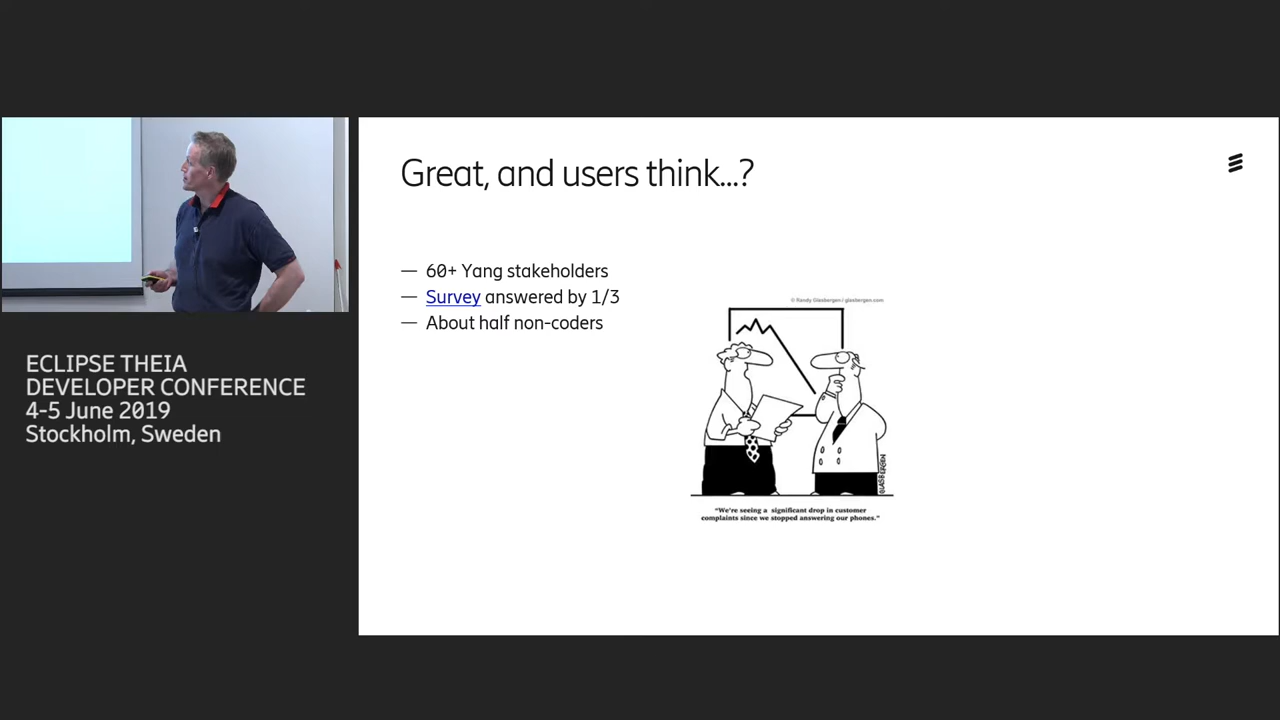 ECLIPSE THEIA
DEVELOPER CONFERENCE
4-5 June 2019
Stockholm, Sweden
Great, and users think...?
— 60+ Yang stakeholders
— Survey answered by 1/3
— About half non-coders
© Randy Glasbergen / glasbergen.com
GLASBERGEN
"We're seeing a significant drop in customer
complaints since we stopped answering our phones."